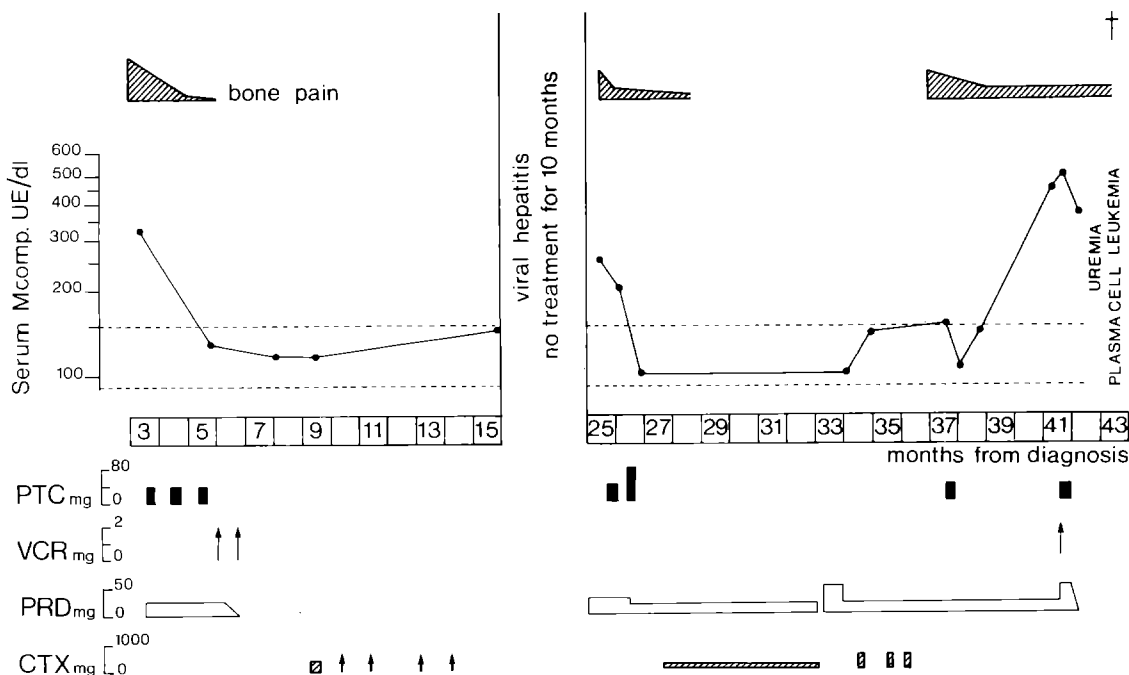 †
bone pain
600
500
400
300
200
100
Serum Mcomp. UE/dl
viral hepatitis
no treatment for 10 months
UREMIA
PLASMA CELL LEUKEMIA
3 5 7 9 11 13 15
25 27 29 31 33 35 37 39 41 43
months from diagnosis
PTC mg 80 0
VCR mg 2 0
PRD mg 50 0
CTX mg 1000 0